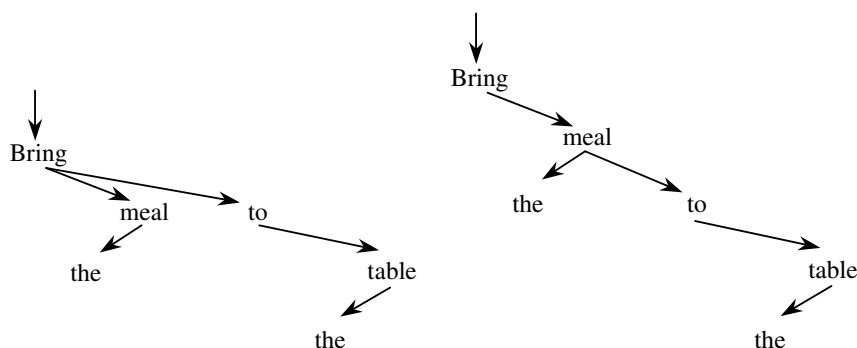 Bring
meal to
the table
the
Bring
meal
the to
table
the